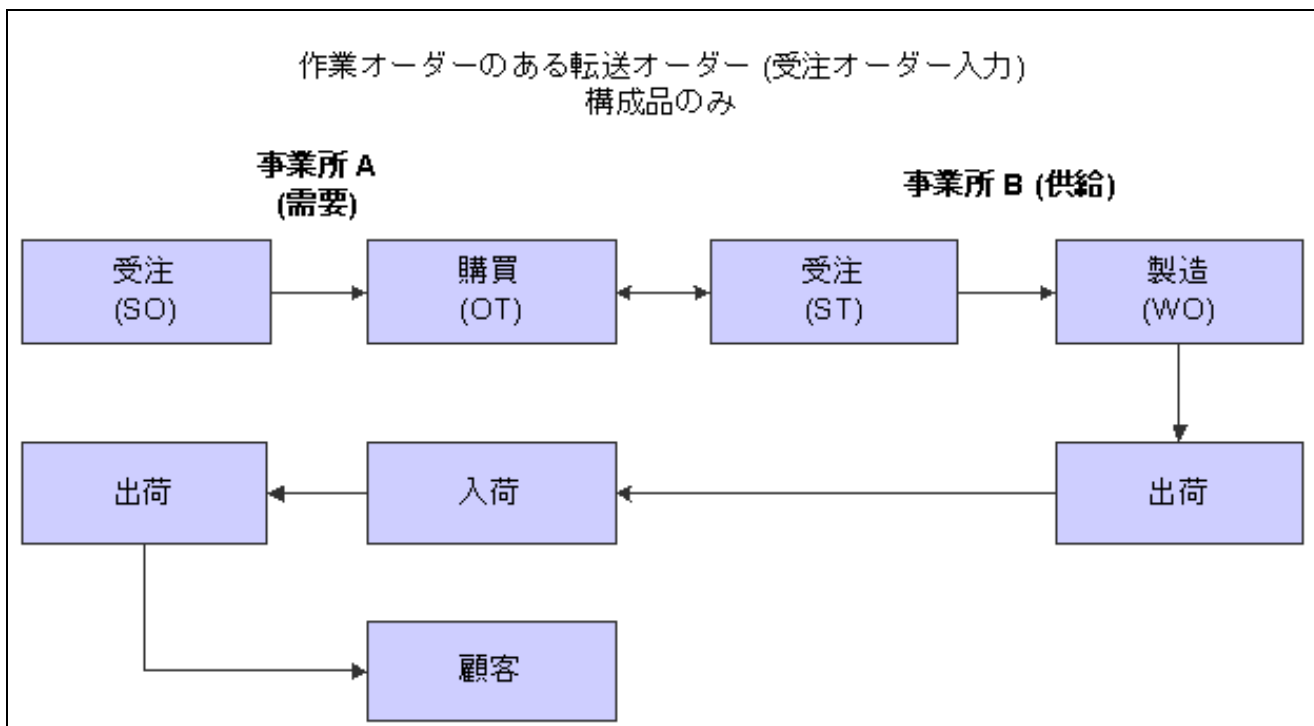 作業オーダーのある転送オーダー (受注オーダー入力)
構成品のみ
事業所 A
(需要)
事業所 B (供給)
受注
(SO)
購買
(OT)
受注
(ST)
製造
(WO)
出荷
入荷
出荷
顧客